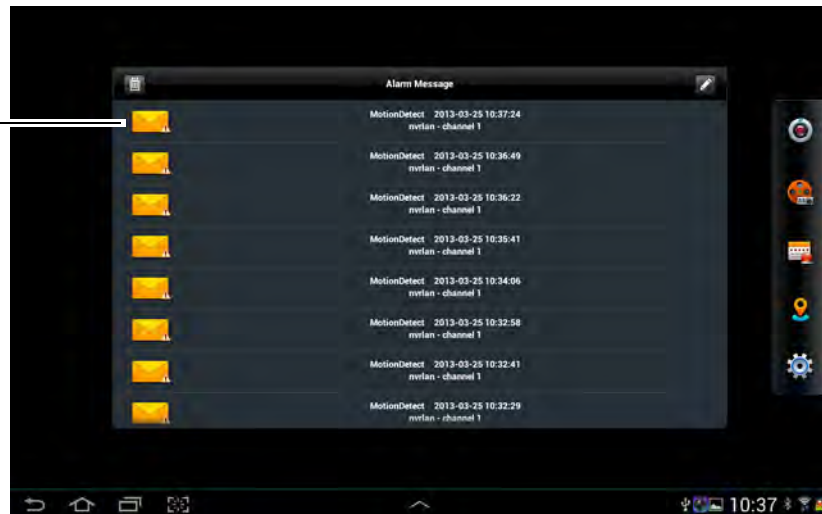 Alarm Message
MotionDetect 2013-03-25 10:37:24
nvrlan - channel 1
MotionDetect 2013-03-25 10:36:49
nvrlan - channel 1
MotionDetect 2013-03-25 10:36:22
nvrlan - channel 1
MotionDetect 2013-03-25 10:35:41
nvrlan - channel 1
MotionDetect 2013-03-25 10:34:06
nvrlan - channel 1
MotionDetect 2013-03-25 10:32:58
nvrlan - channel 1
MotionDetect 2013-03-25 10:32:41
nvrlan - channel 1
MotionDetect 2013-03-25 10:32:29
nvrlan - channel 1
10:37